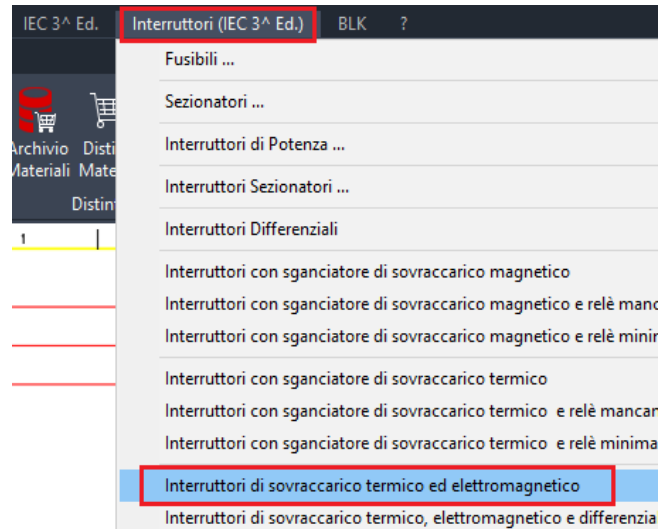 IEC 3^ Ed. Interruttori (IEC 3^ Ed.) BLK ?
Fusibili ...
Sezionatori ...
Archivio
Materiali
Distin
Interruttori di Potenza ...
Interruttori Sezionatori ...
Interruttori Differenziali
1
Interruttori con sganciatore di sovraccarico magnetico
Interruttori con sganciatore di sovraccarico magnetico e relè
Interruttori con sganciatore di sovraccarico magnetico e relè
Interruttori con sganciatore di sovraccarico termico
Interruttori con sganciatore di sovraccarico termico e relè
Interruttori con sganciatore di sovraccarico termico e relè minima
Interruttori di sovraccarico termico ed elettromagnetico
Interruttori di sovraccarico termico, elettromagnetico e